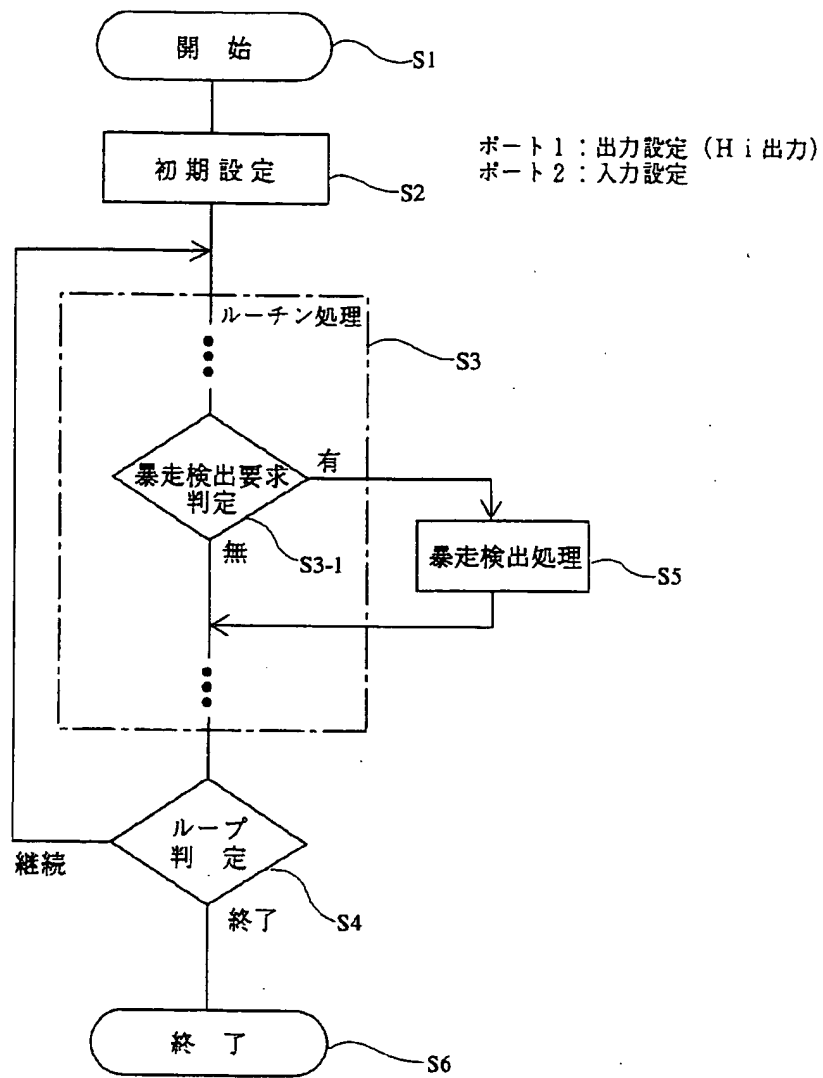 開 始
S1
初期設定
S2
ポート1：出力設定（Hi出力）
ポート2：入力設定
ルーチン処理
S3
暴走検出要求
判定
有
無
S3-1
暴走検出処理
S5
ループ
判 定
継続
S4
終了
終 了
S6